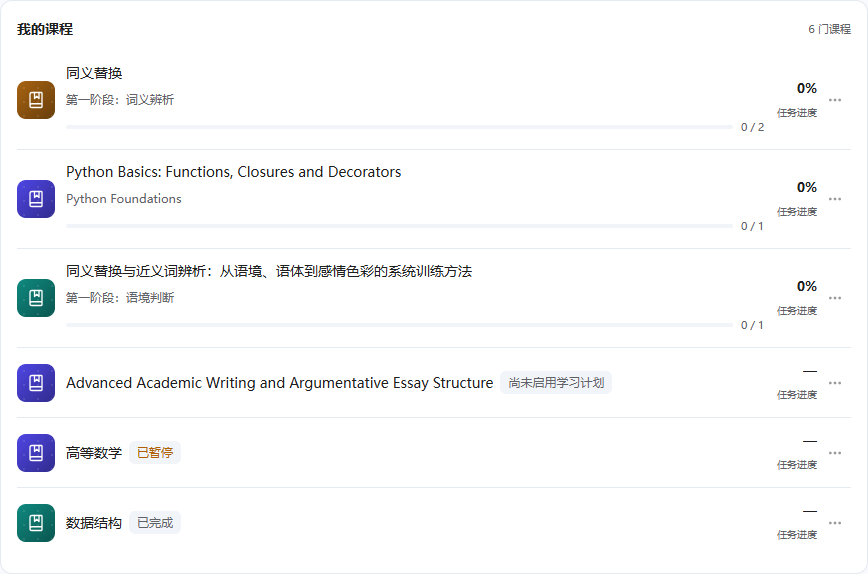 我的课程
6 门课程
同义替换
第一阶段：词义辨析
0 / 2
0%
任务进度
Python Basics: Functions, Closures and Decorators
Python Foundations
0 / 1
0%
任务进度
同义替换与近义词辨析：从语境、语体到感情色彩的系统训练方法
第一阶段：语境判断
0 / 1
0%
任务进度
Advanced Academic Writing and Argumentative Essay Structure 尚未启用学习计划
—
任务进度
高等数学 已暂停
—
任务进度
数据结构 已完成
—
任务进度